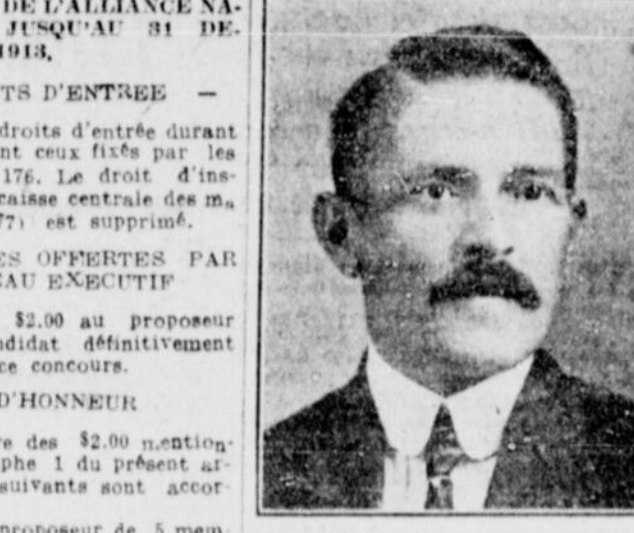 DE L'ALLIANCE NA-
JUSQU'AU 31 DE-
1913.
TS D'ENTREE —
droits d'entrée durant
nt ceux fixés par les
176. Le droit d'ins-
caisse centrale des m
77) est supprimé.
ES OFFERTES PAR
EAU EXECUTIF
$2.00 au proposeur
ndidat définitivement
ce concours.
D'HONNEUR
re des $2.00 mention-
phe 1 du présent ar-
suivants sont accor-
proposeur de 5 mem-